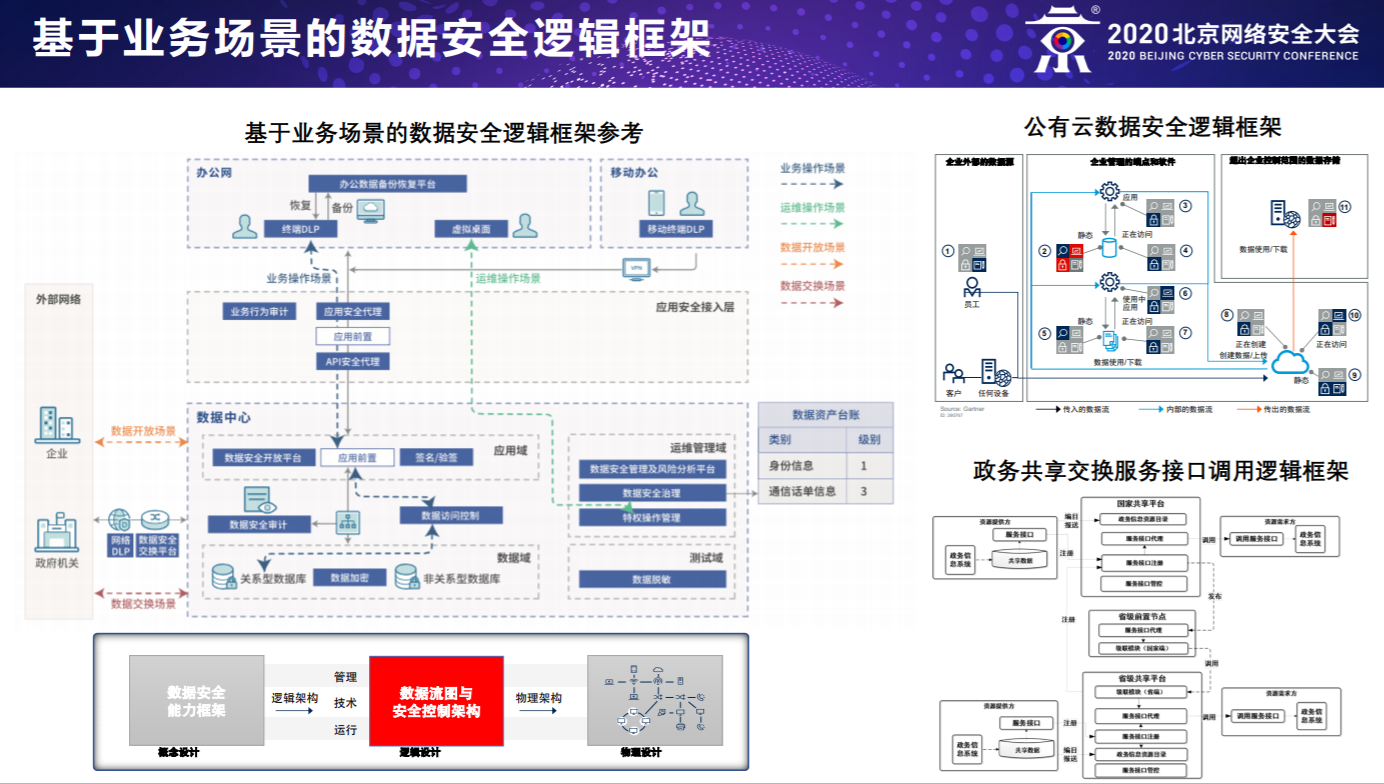 基于业务场景的数据安全逻辑框架
®
2020北京网络安全大会
2020 BEIJING CYBER SECURITY CONFERENCE
基于业务场景的数据安全逻辑框架参考
办公网
办公数据备份恢复平台
恢复
备份
终端DLP
虚拟桌面
移动办公
移动终端DLP
业务操作场景
运维操作场景
数据开放场景
数据交换场景
VPN
业务操作场景
运维操作场景
外部网络
企业
政府机关
数据开放场景
网络
DLP
数据安全
交换平台
数据交换场景
应用安全接入层
业务行为审计
应用安全代理
应用前置
API安全代理
数据中心
应用域
数据安全开放平台
应用前置
签名/验签
数据安全审计
数据访问控制
数据域
关系型数据库
数据加密
非关系型数据库
运维管理域
数据安全管理及风险分析平台
数据安全治理
特权操作管理
测试域
数据脱敏
数据资产台账
类别 级别
身份信息 1
通信话单信息 3
数据安全
能力框架
概念设计
逻辑架构
管理
技术
运行
数据流图与
安全控制架构
逻辑设计
物理架构
物理设计
公有云数据安全逻辑框架
企业外部的数据源
企业管理的端点和软件
超出企业控制范围的数据存储
①
员工
客户
任何设备
应用
③
静态
正在访问
②
④
使用中
应用
⑥
静态
正在访问
⑤
⑦
数据使用/下载
⑪
数据使用/下载
⑧
正在创建
创建数据/上传
⑩
正在访问
静态
⑨
Source: Gartner
传入的数据流
内部的数据流
传出的数据流
政务共享交换服务接口调用逻辑框架
资源提供方
服务接口
政务信
息系统
共享数据
编目
报送
注册
国家共享平台
政务信息资源目录
服务接口代理
服务接口注册
服务接口管控
调用
资源需求方
调用服务接口
政务信
息系统
发布
注册
省级前置节点
服务接口代理
级联模块（国家端）
调用
省级共享平台
级联模块（省端）
服务接口代理
服务接口注册
政务信息资源目录
服务接口管控
资源提供方
服务接口
政务信
息系统
共享数据
注册
编目
报送
调用
资源需求方
调用服务接口
政务信
息系统